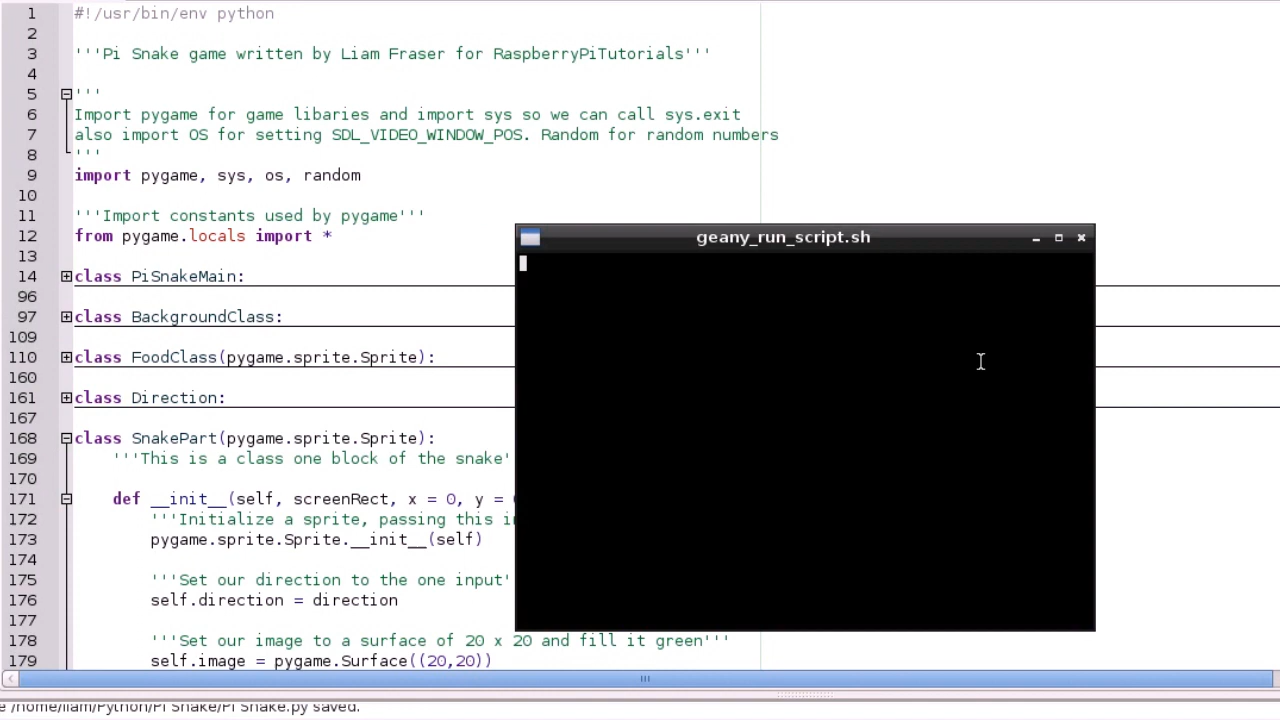 1 #!/usr/bin/env python
2
3 '''Pi Snake game written by Liam Fraser for RaspberryPiTutorials'''
4
5 '''
6 Import pygame for game libaries and import sys so we can call sys.exit
7 also import OS for setting SDL_VIDEO_WINDOW_POS. Random for random numbers
8 '''
9 import pygame, sys, os, random
10
11 '''Import constants used by pygame'''
12 from pygame.locals import *
geany_run_script.sh
13
14 class PiSnakeMain:
96
97 class BackgroundClass:
109
110 class FoodClass(pygame.sprite.Sprite):
160
161 class Direction:
167
168 class SnakePart(pygame.sprite.Sprite):
169 '''This is a class one block of the snake'
170
171 def __init__(self, screenRect, x = 0, y =
172 '''Initialize a sprite, passing this
173 pygame.sprite.Sprite.__init__(self)
174
175 '''Set our direction to the one input'
176 self.direction = direction
177
178 '''Set our image to a surface of 20 x 20 and fill it green'''
179 self.image = pygame.Surface((20,20))
e /home/liam/Python/Pi Snake/Pi Snake.py saved.